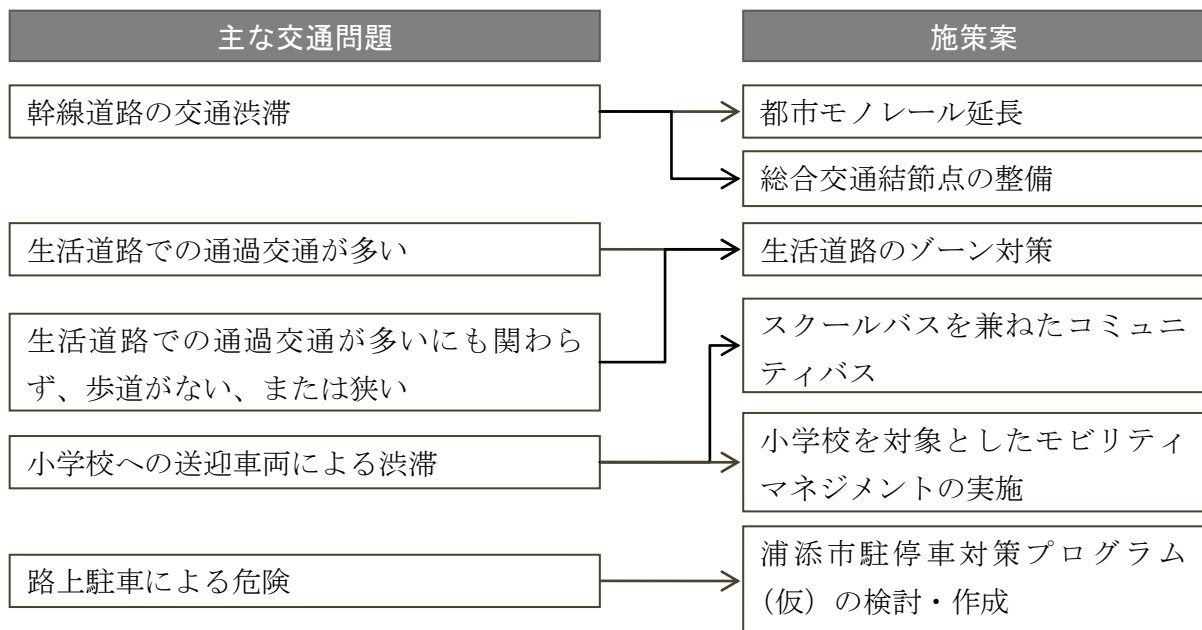 主な交通問題
施策案
幹線道路の交通渋滞
都市モノレール延長
総合交通結節点の整備
生活道路での通過交通が多い
生活道路のゾーン対策
生活道路での通過交通が多いにも関わら
ず、歩道がない、または狭い
スクールバスを兼ねたコミュニ
ティバス
小学校への送迎車両による渋滞
小学校を対象としたモビリティ
マネジメントの実施
路上駐車による危険
浦添市駐停車対策プログラム
（仮）の検討・作成